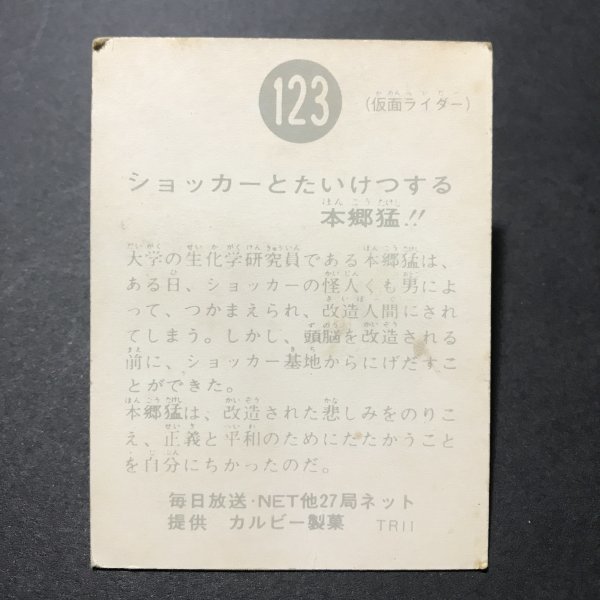 123
(仮面ライダー)
ショッカーとたいけつする
本郷猛!!
大学の生化学研究員である本郷猛は、
ある日、ショッカーの怪人くも男によ
って、つかまえられ、改造人間にされ
てしまう。しかし、頭脳を改造される
前に、ショッカー基地からにげだすこ
とができた。
本郷猛は、改造された悲しみをのりこ
え、正義と平和のためにたたかうこと
を自分にちかったのだ。
毎日放送・NET他27局ネット
提供 カルビー製菓 TR11